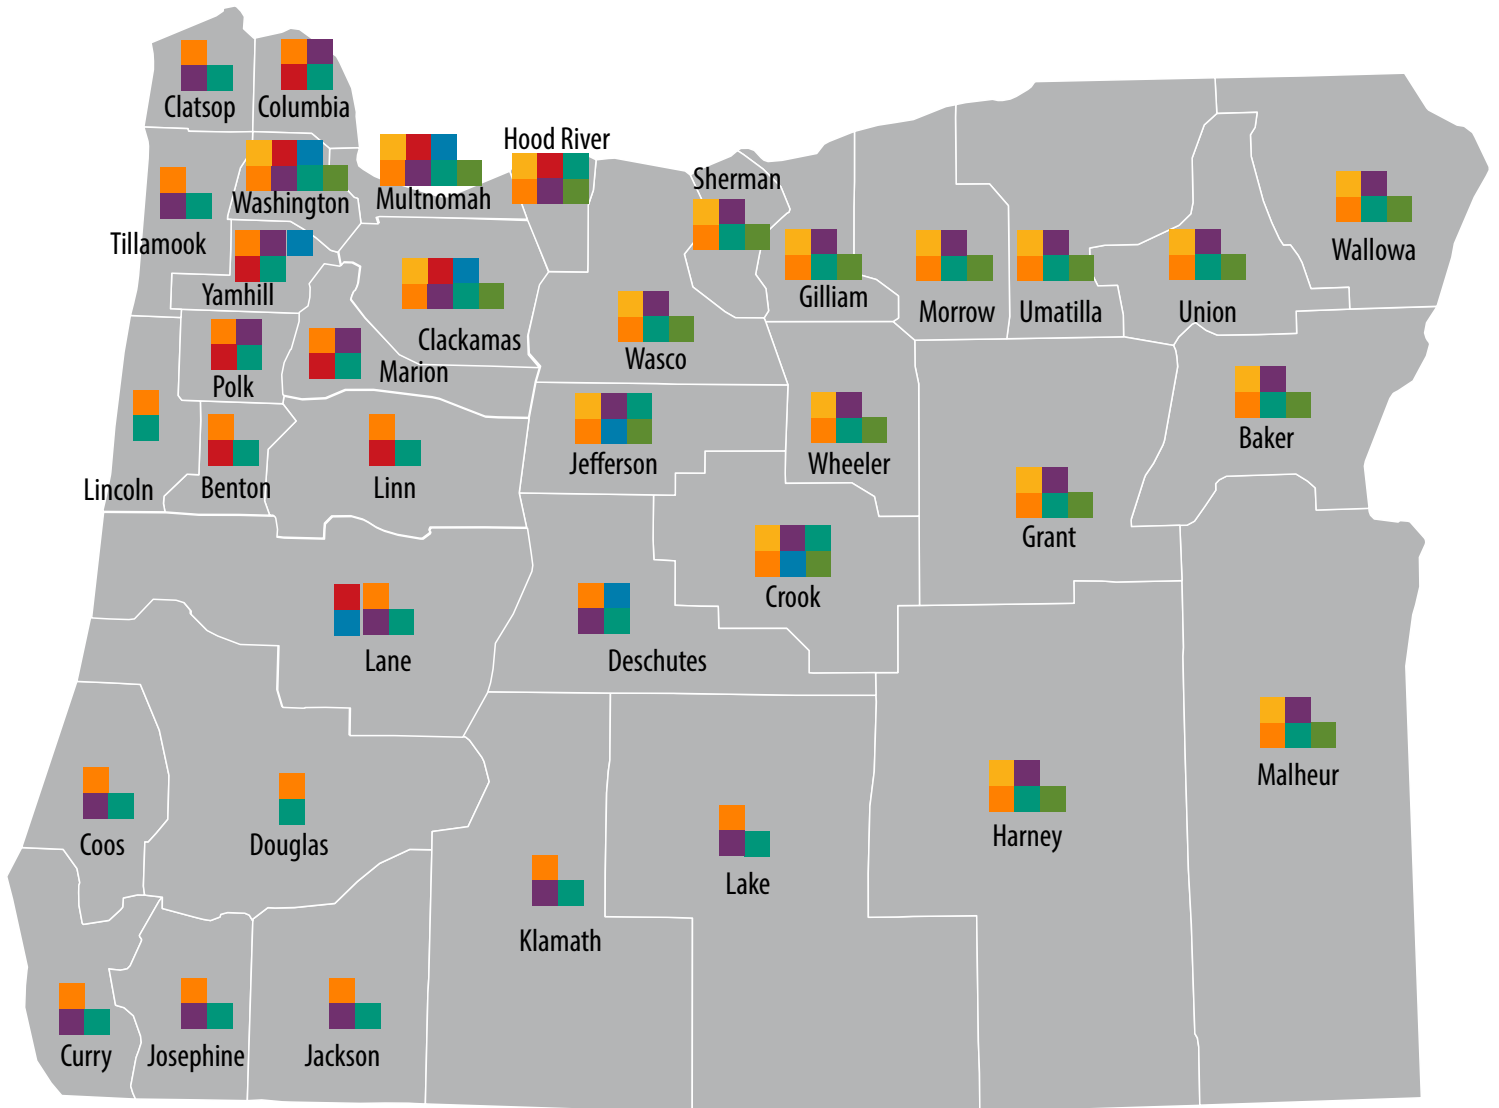 Clatsop
Columbia
Hood River
Washington
Multnomah
Sherman
Tillamook
Wallowa
Yamhill
Gilliam
Morrow
Umatilla
Union
Clackamas
Wasco
Marion
Polk
Baker
Jefferson
Wheeler
Lincoln
Benton
Linn
Grant
Crook
Lane
Deschutes
Malheur
Coos
Douglas
Harney
Lake
Klamath
Curry
Josephine
Jackson